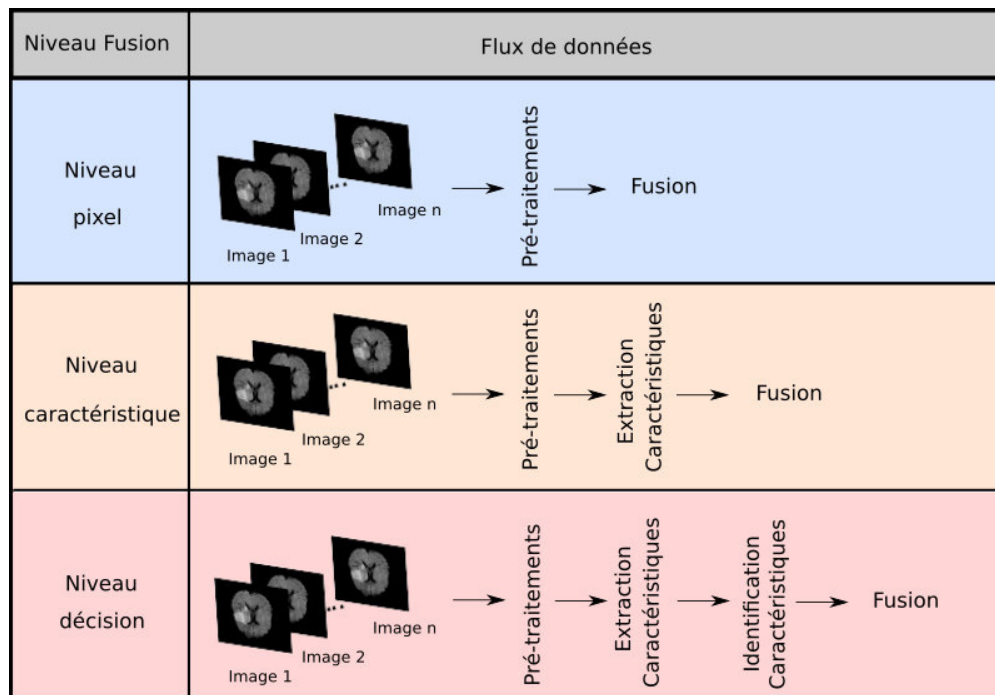 Niveau Fusion
Flux de données
Niveau
pixel
Image 1
Image 2
Image n
Pré-traitements
Fusion
Niveau
caractéristique
Image 1
Image 2
Image n
Pré-traitements
Extraction
Caractéristiques
Fusion
Niveau
décision
Image 1
Image 2
Image n
Pré-traitements
Extraction
Caractéristiques
Identification
Caractéristiques
Fusion